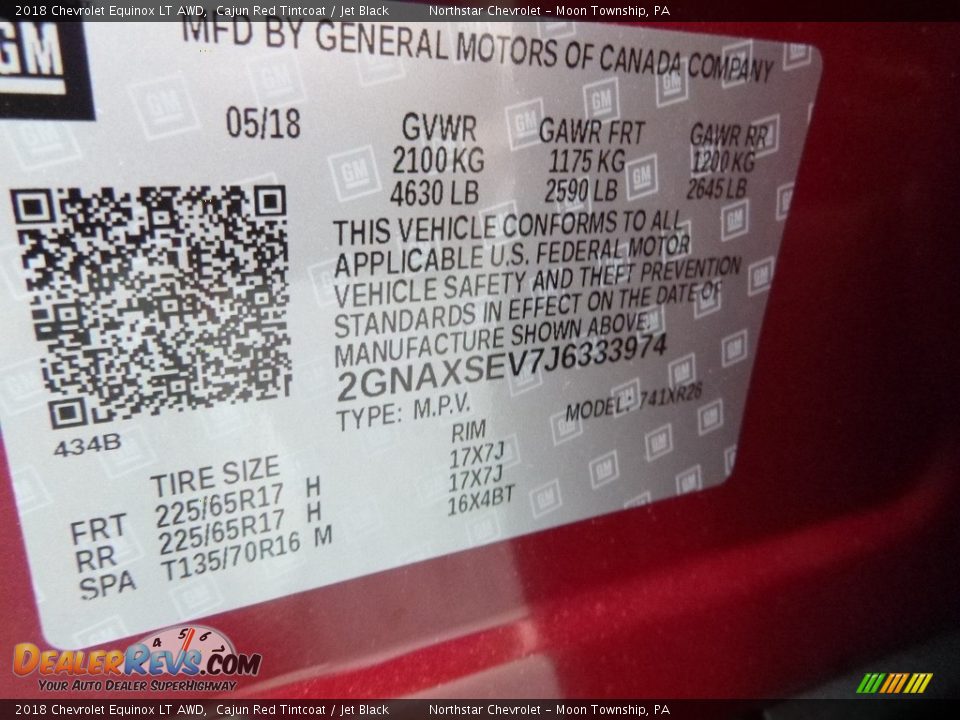 2018 Chevrolet Equinox LT AWD, Cajun Red Tintcoat / Jet Black Northstar Chevrolet - Moon Township, PA
GM
MFD BY GENERAL MOTORS OF CANADA COMPANY
05/18
GVWR GAWR FRT GAWR RR
2100 KG 1175 KG 1200 KG
4630 LB 2590 LB 2645 LB
THIS VEHICLE CONFORMS TO ALL
APPLICABLE U.S. FEDERAL MOTOR
VEHICLE SAFETY AND THEFT PREVENTION
STANDARDS IN EFFECT ON THE DATE OF
MANUFACTURE SHOWN ABOVE.
2GNAXSEV7J6333974
TYPE: M.P.V. MODEL: 741XR26
434B
TIRE SIZE RIM
FRT 225/65R17 H 17X7J
RR 225/65R17 H 17X7J
SPA T135/70R16 M 16X4BT
4 5 6
DEALERREVS.COM
YOUR AUTO DEALER SUPERHIGHWAY
2018 Chevrolet Equinox LT AWD, Cajun Red Tintcoat / Jet Black Northstar Chevrolet - Moon Township, PA